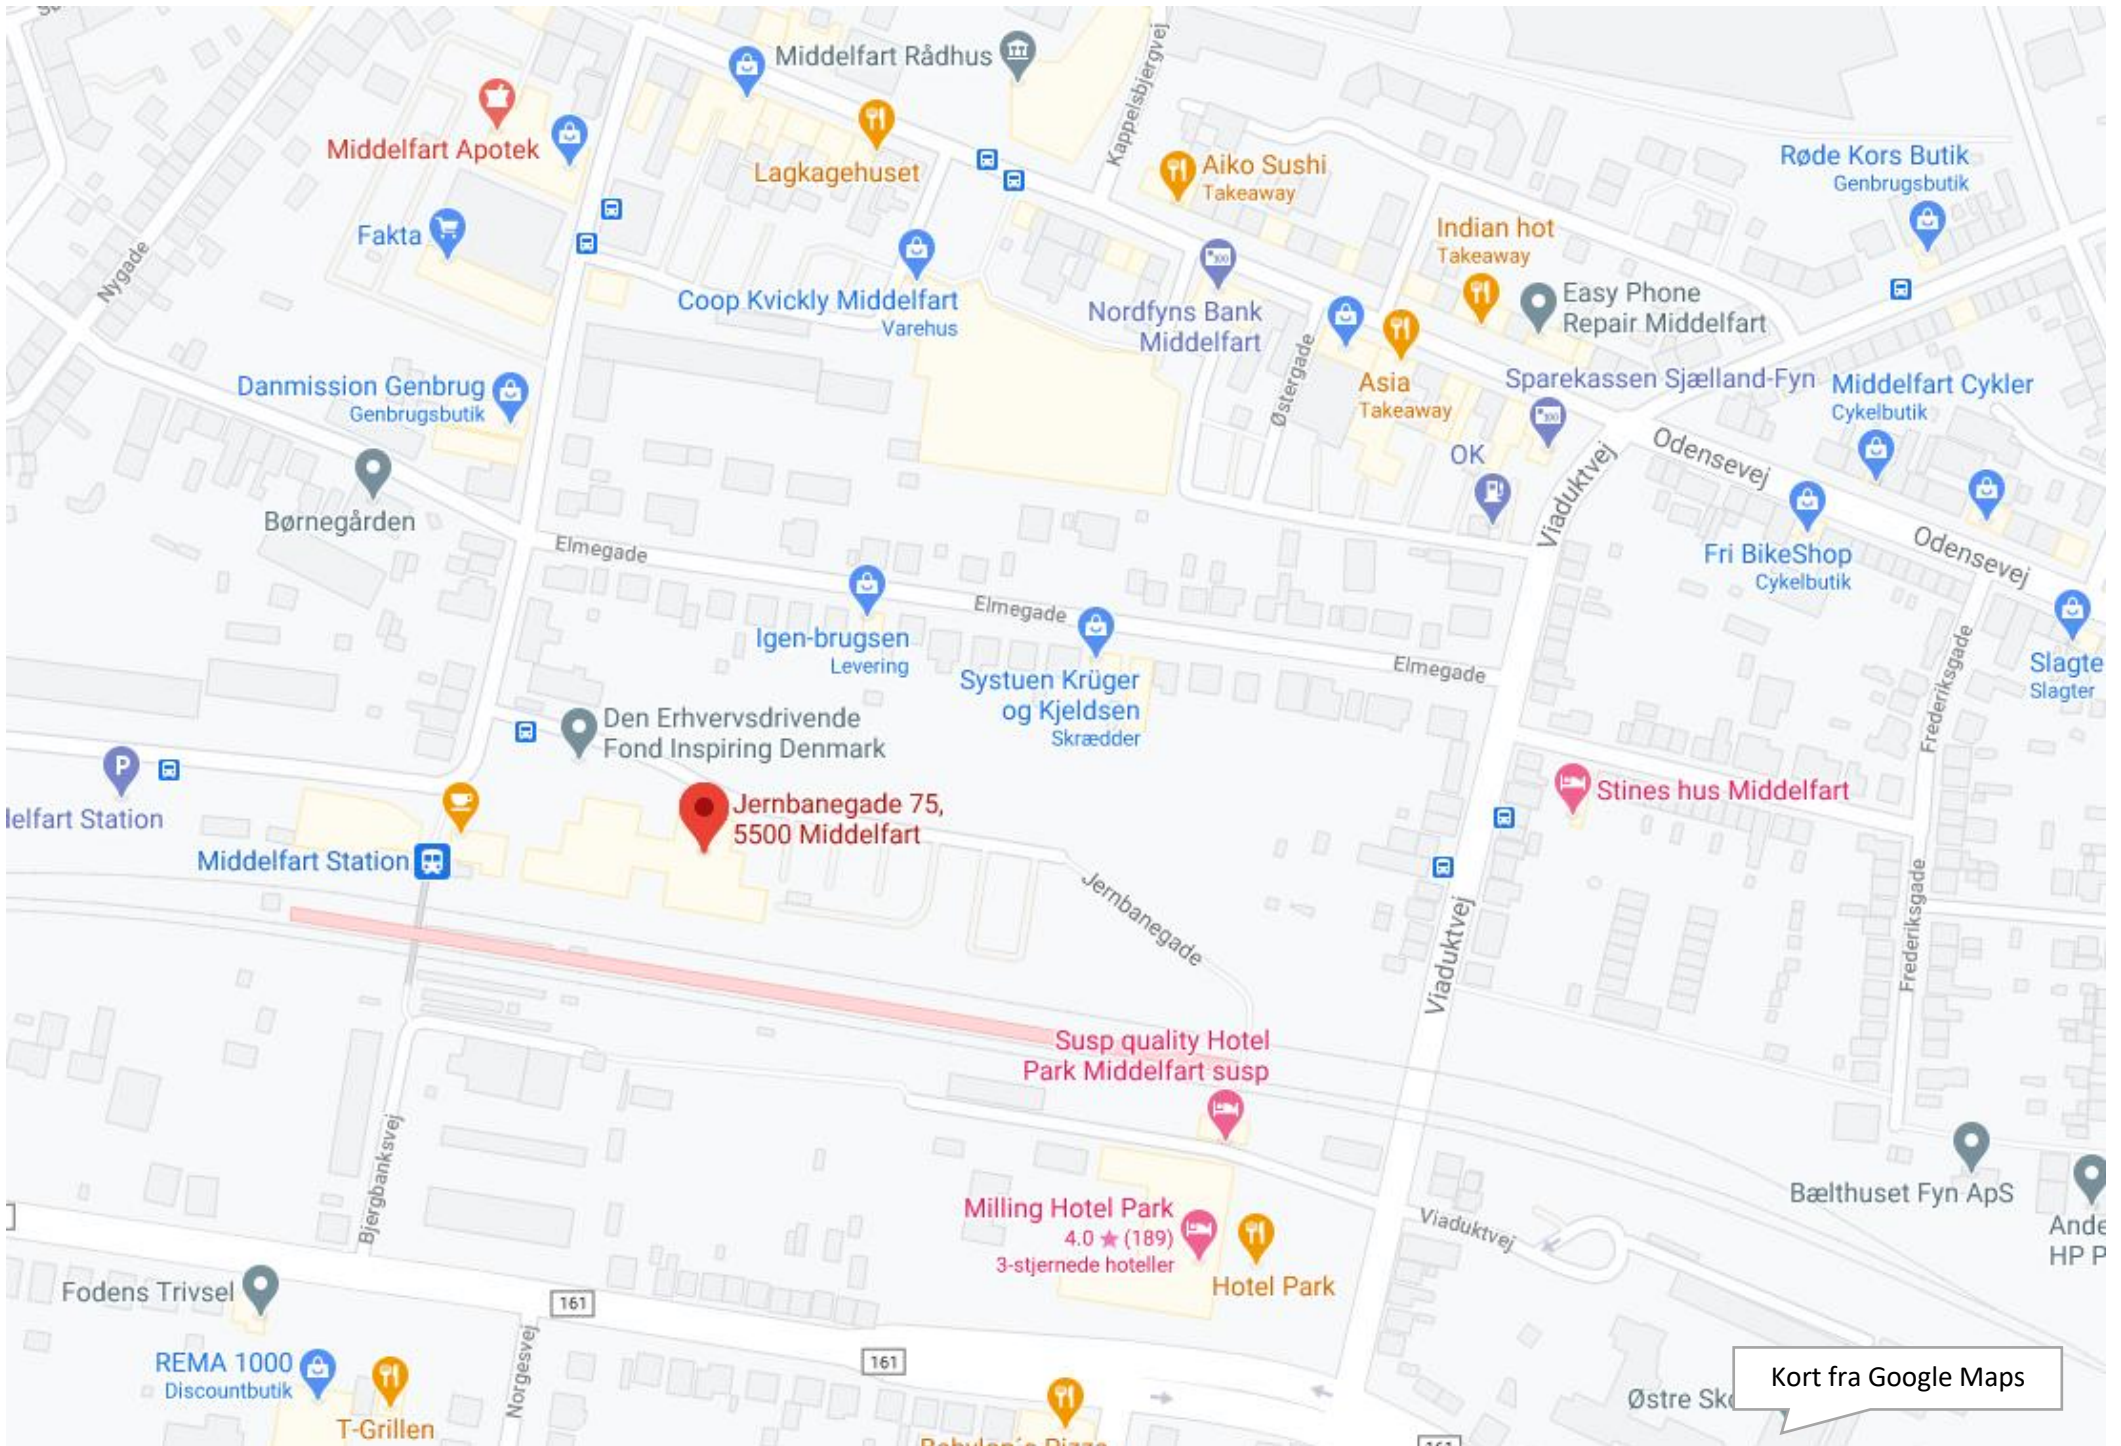 Middelfart Rådhus
Kappelsbjergvej
Middelfart Apotek
Lagkagehuset
Aiko Sushi
Takeaway
Røde Kors Butik
Genbrugsbutik
Fakta
Nygade
Indian hot
Takeaway
Coop Kvickly Middelfart
Varehus
Nordfyns Bank
Middelfart
Easy Phone
Repair Middelfart
Østergade
Danmission Genbrug
Genbrugsbutik
Asia
Takeaway
Sparekassen Sjælland-Fyn
Middelfart Cykler
Cykelbutik
OK
Odensevej
Viaduktvej
Børnegården
Elmegade
Fri BikeShop
Cykelbutik
Odensevej
Elmegade
Igen-brugsen
Levering
Systuen Krüger
og Kjeldsen
Skrædder
Elmegade
Frederiksgade
Slagte
Slagter
Den Erhvervsdrivende
Fond Inspiring Denmark
P
delfart Station
Jernbanegade 75,
5500 Middelfart
Stines hus Middelfart
Middelfart Station
Jernbanegade
Viaduktvej
Frederiksgade
Susp quality Hotel
Park Middelfart susp
Bjergbanksvej
Milling Hotel Park
4.0 ★ (189)
3-stjernede hoteller
Hotel Park
Viaduktvej
Bælthuset Fyn ApS
Ande
HP P
Fodens Trivsel
161
Norgesvej
REMA 1000
Discountbutik
161
T-Grillen
Østre Sko
Kort fra Google Maps
161